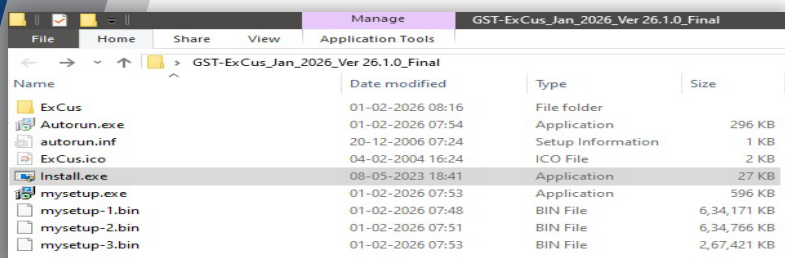 Manage GST-ExCus_Jan_2026_Ver 26.1.0_Final
File Home Share View Application Tools
GST-ExCus_Jan_2026_Ver 26.1.0_Final
Name Date modified Type Size
ExCus 01-02-2026 08:16 File folder
Autorun.exe 01-02-2026 07:54 Application 296 KB
autorun.inf 20-12-2006 07:24 Setup Information 1 KB
ExCus.ico 04-02-2004 16:24 ICO File 2 KB
Install.exe 08-05-2023 18:41 Application 27 KB
mysetup.exe 01-02-2026 07:53 Application 596 KB
mysetup-1.bin 01-02-2026 07:48 BIN File 6,34,171 KB
mysetup-2.bin 01-02-2026 07:51 BIN File 6,34,766 KB
mysetup-3.bin 01-02-2026 07:53 BIN File 2,67,421 KB